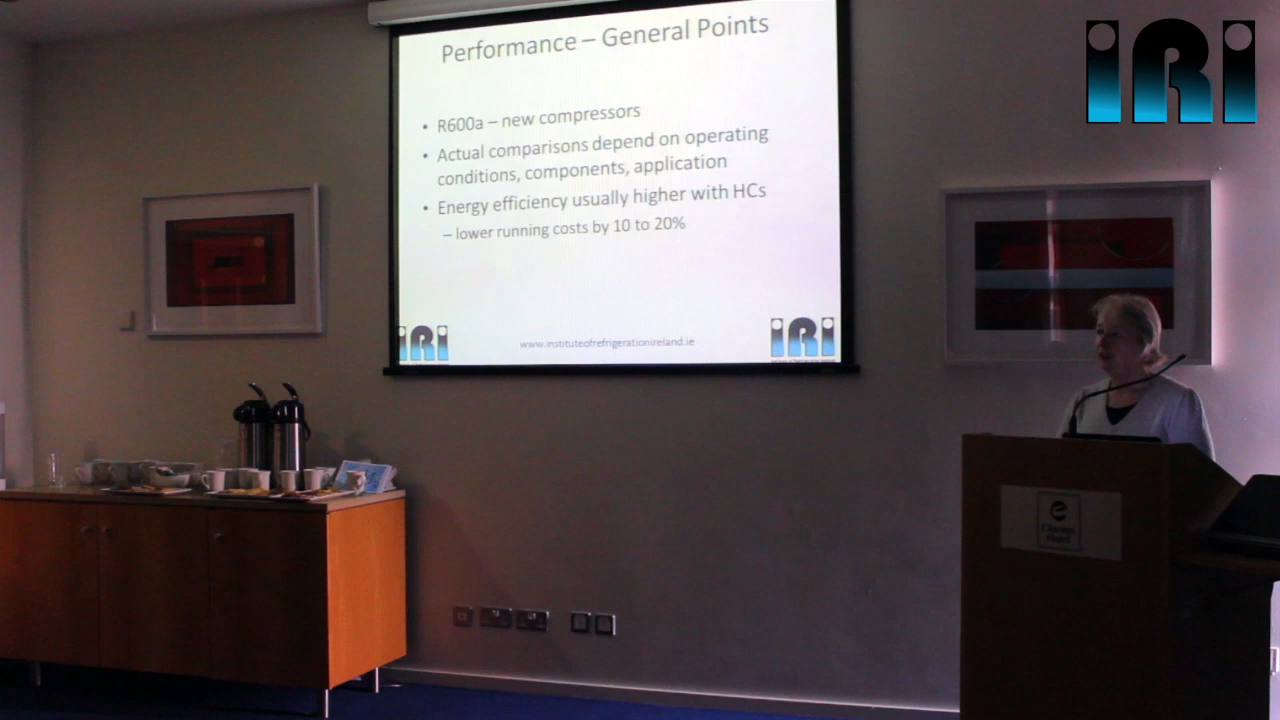 IRI
Performance – General Points
• R600a – new compressors
• Actual comparisons depend on operating
conditions, components, application
• Energy efficiency usually higher with HCs
– lower running costs by 10 to 20%
IRI
www.instituteofrefrigerationireland.ie
IRI